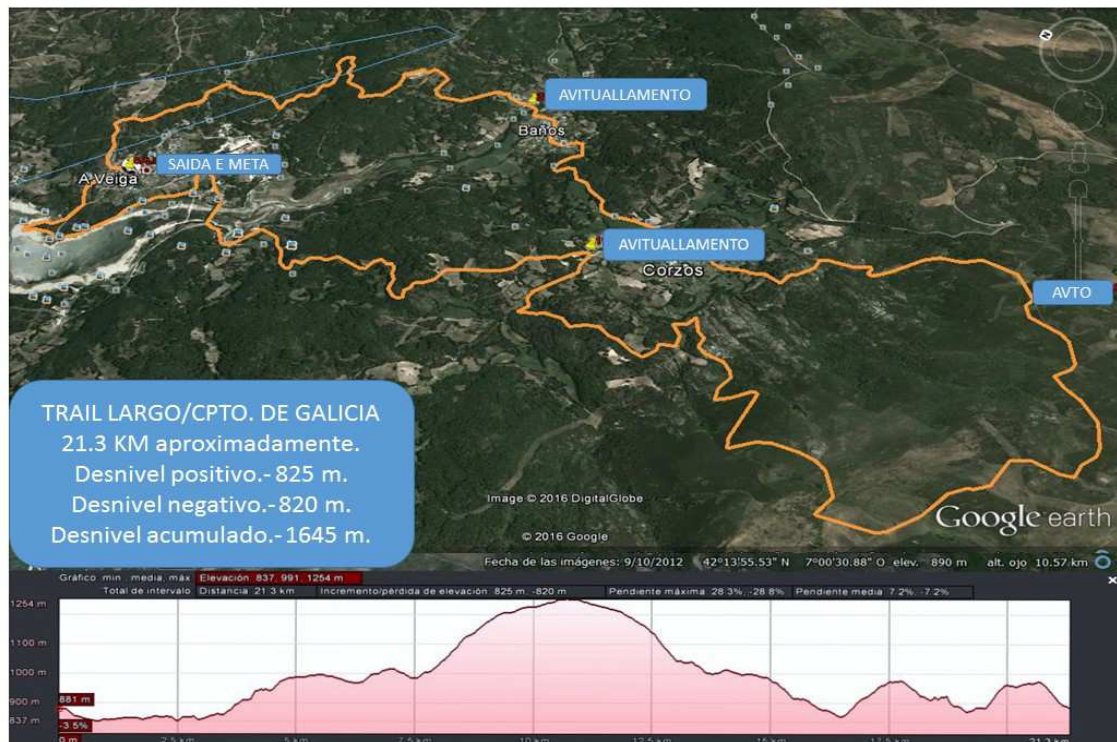 AVITUALLAMENTO
Baños
SAIDA E META
A Veiga
AVITUALLAMENTO
Corzos
AVTO
TRAIL LARGO/CPTO. DE GALICIA
21.3 KM aproximadamente.
Desnivel positivo.- 825 m.
Desnivel negativo.- 820 m.
Desnivel acumulado.- 1645 m.
Image © 2016 DigitalGlobe
© 2016 Google
Google earth
Fecha de las imágenes: 9/10/2012 42°13'55.53" N 7°00'30.88" O elev. 890 m alt. ojo 10.57 km
Gráfico min., media, máx Elevación: 837, 991, 1254 m
Total de intervalo Distancia: 21.3 km Incremento/pérdida de elevación: 825 m, -820 m Pendiente máxima: 28.3%, -28.8% Pendiente media: 7.2%, -7.2%
1254 m
1100 m
1000 m
900 m
881 m
837 m
-3.5%
0 m 2.5 km 5 km 7.5 km 10 km 12.5 km 15 km 17.5 km 21.3 km